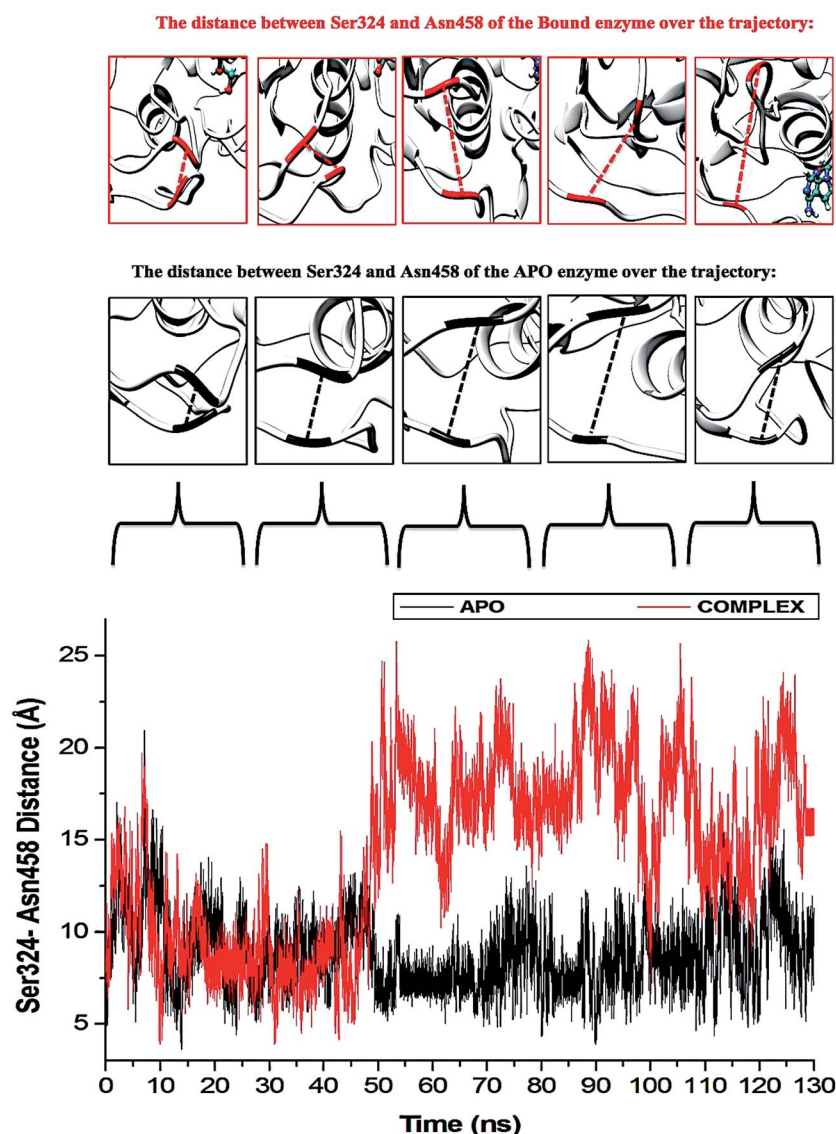 The distance between Ser324 and Asn458 of the Bound enzyme over the trajectory:
The distance between Ser324 and Asn458 of the APO enzyme over the trajectory:
APO COMPLEX
Ser324- Asn458 Distance (Å)
25
20
15
10
5
0 10 20 30 40 50 60 70 80 90 100 110 120 130
Time (ns)